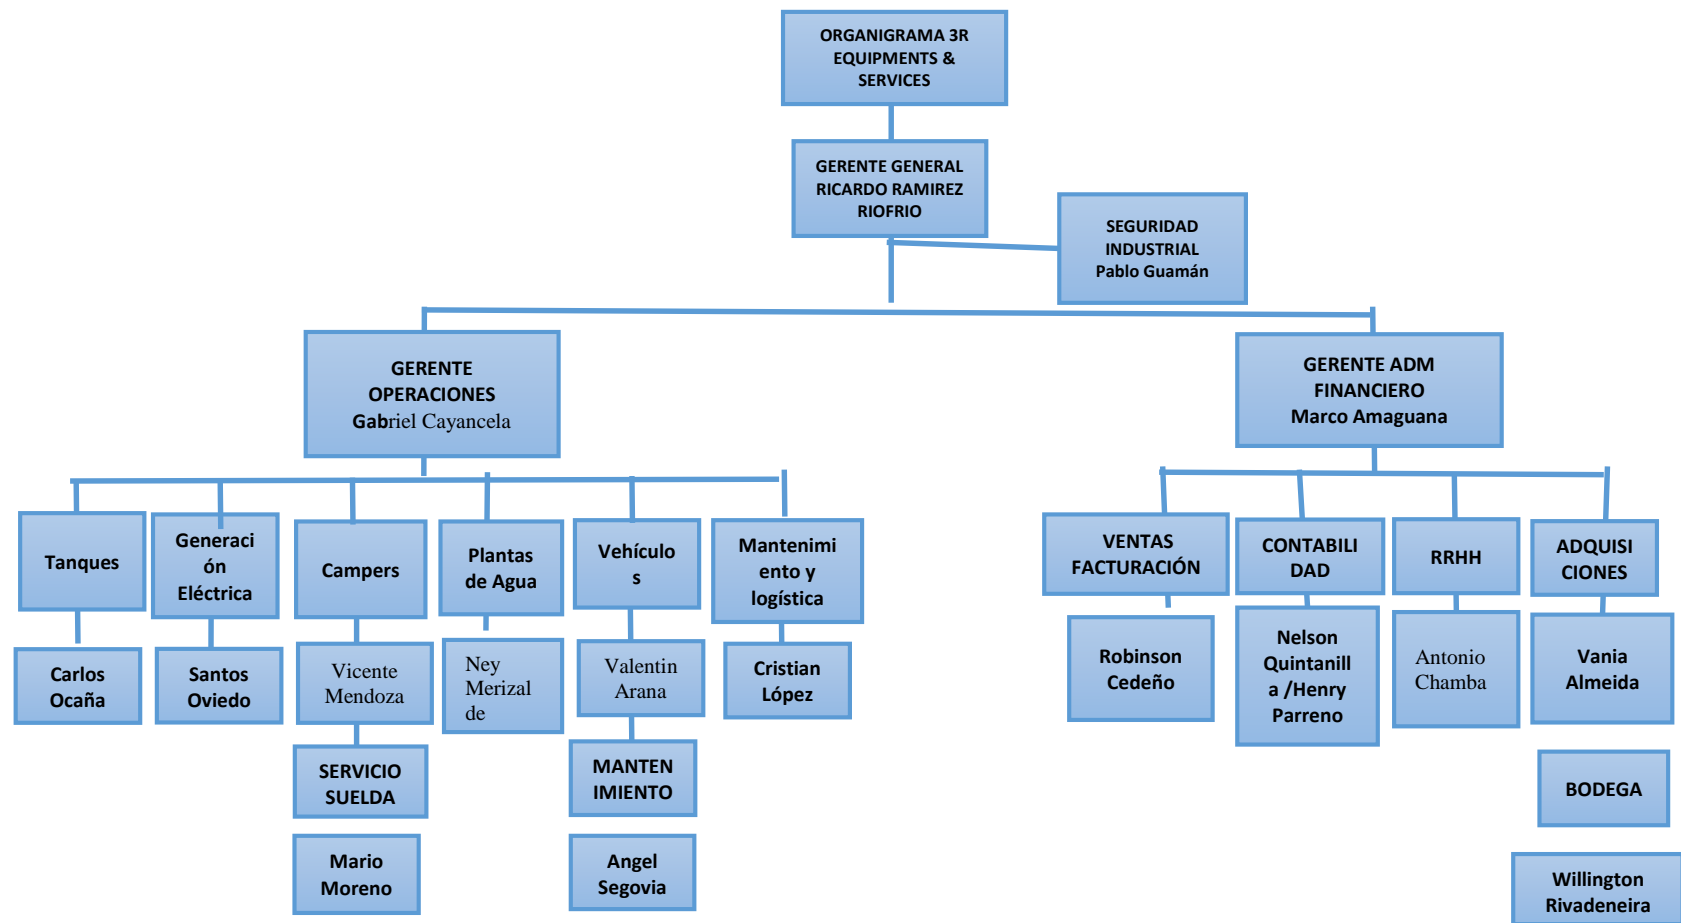 ORGANIGRAMA 3R
EQUIPMENTS &
SERVICES
GERENTE GENERAL
RICARDO RAMIREZ
RIOFRIO
SEGURIDAD
INDUSTRIAL
Pablo Guamán
GERENTE
OPERACIONES
Gabriel Cayancela
GERENTE ADM
FINANCIERO
Marco Amaguana
Tanques
Generaci
ón
Eléctrica
Campers
Plantas
de Agua
Vehículo
s
Mantenimi
ento y
logística
VENTAS
FACTURACIÓN
CONTABILI
DAD
RRHH
ADQUISI
CIONES
Carlos
Ocaña
Santos
Oviedo
Vicente
Mendoza
Ney
Merizal
de
Valentin
Arana
Cristian
López
Robinson
Cedeño
Nelson
Quintanill
a /Henry
Parreno
Antonio
Chamba
Vania
Almeida
SERVICIO
SUELDA
MANTEN
IMIENTO
BODEGA
Mario
Moreno
Angel
Segovia
Willington
Rivadeneira